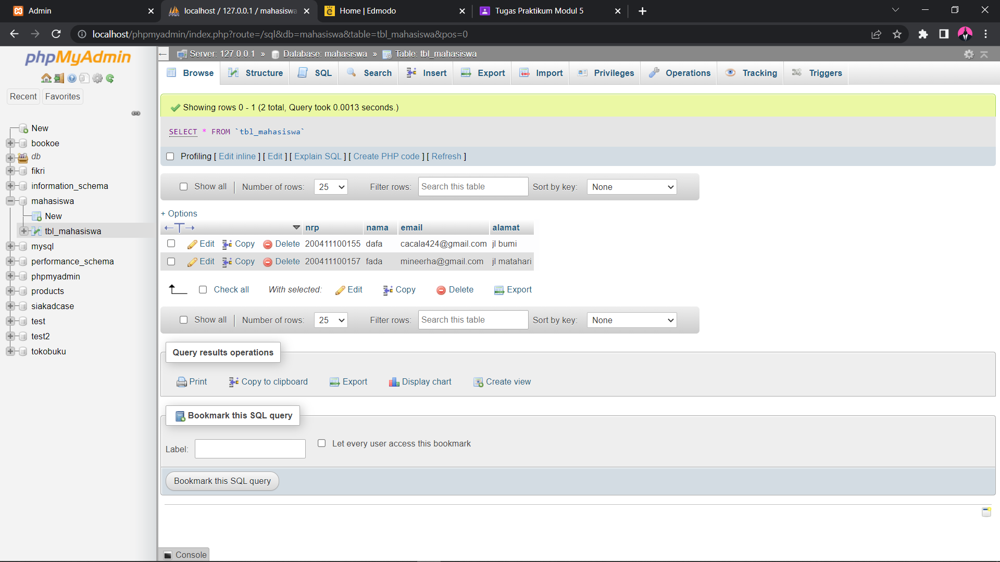 Admin
localhost / 127.0.0.1 / mahasiswa
Home | Edmodo
Tugas Praktikum Modul 5
localhost/phpmyadmin/index.php?route=/sql&db=mahasiswa&table=tbl_mahasiswa&pos=0
phpMyAdmin
Recent Favorites
New
bookoe
db
fikri
information_schema
mahasiswa
New
tbl_mahasiswa
mysql
performance_schema
phpmyadmin
products
siakadcase
test
test2
tokobuku
Server: 127.0.0.1 » Database: mahasiswa » Table: tbl_mahasiswa
Browse Structure SQL Search Insert Export Import Privileges Operations Tracking Triggers
Showing rows 0 - 1 (2 total, Query took 0.0013 seconds.)
SELECT * FROM `tbl_mahasiswa`
Profiling [ Edit inline ] [ Edit ] [ Explain SQL ] [ Create PHP code ] [ Refresh ]
Show all Number of rows: 25 Filter rows: Search this table Sort by key: None
+ Options
nrp nama email alamat
Edit Copy Delete 200411100155 dafa cacala424@gmail.com jl bumi
Edit Copy Delete 200411100157 fada mineerha@gmail.com jl matahari
Check all With selected: Edit Copy Delete Export
Show all Number of rows: 25 Filter rows: Search this table Sort by key: None
Query results operations
Print Copy to clipboard Export Display chart Create view
Bookmark this SQL query
Label: Let every user access this bookmark
Bookmark this SQL query
Console